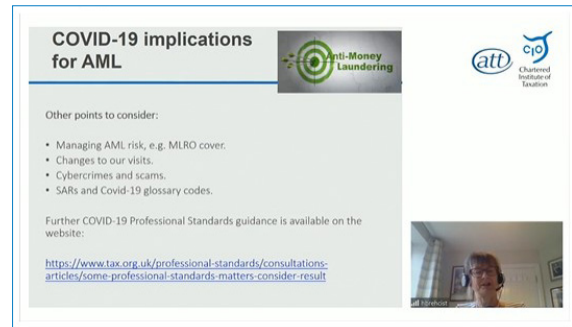 COVID-19 implications
for AML
Anti-Money
Laundering
att
CIO
Chartered
Institute of
Taxation
Other points to consider:
• Managing AML risk, e.g. MLRO cover.
• Changes to our visits.
• Cybercrimes and scams.
• SARs and Covid-19 glossary codes.
Further COVID-19 Professional Standards guidance is available on the
website:
https://www.tax.org.uk/professional-standards/consultations-
articles/some-professional-standards-matters-consider-result